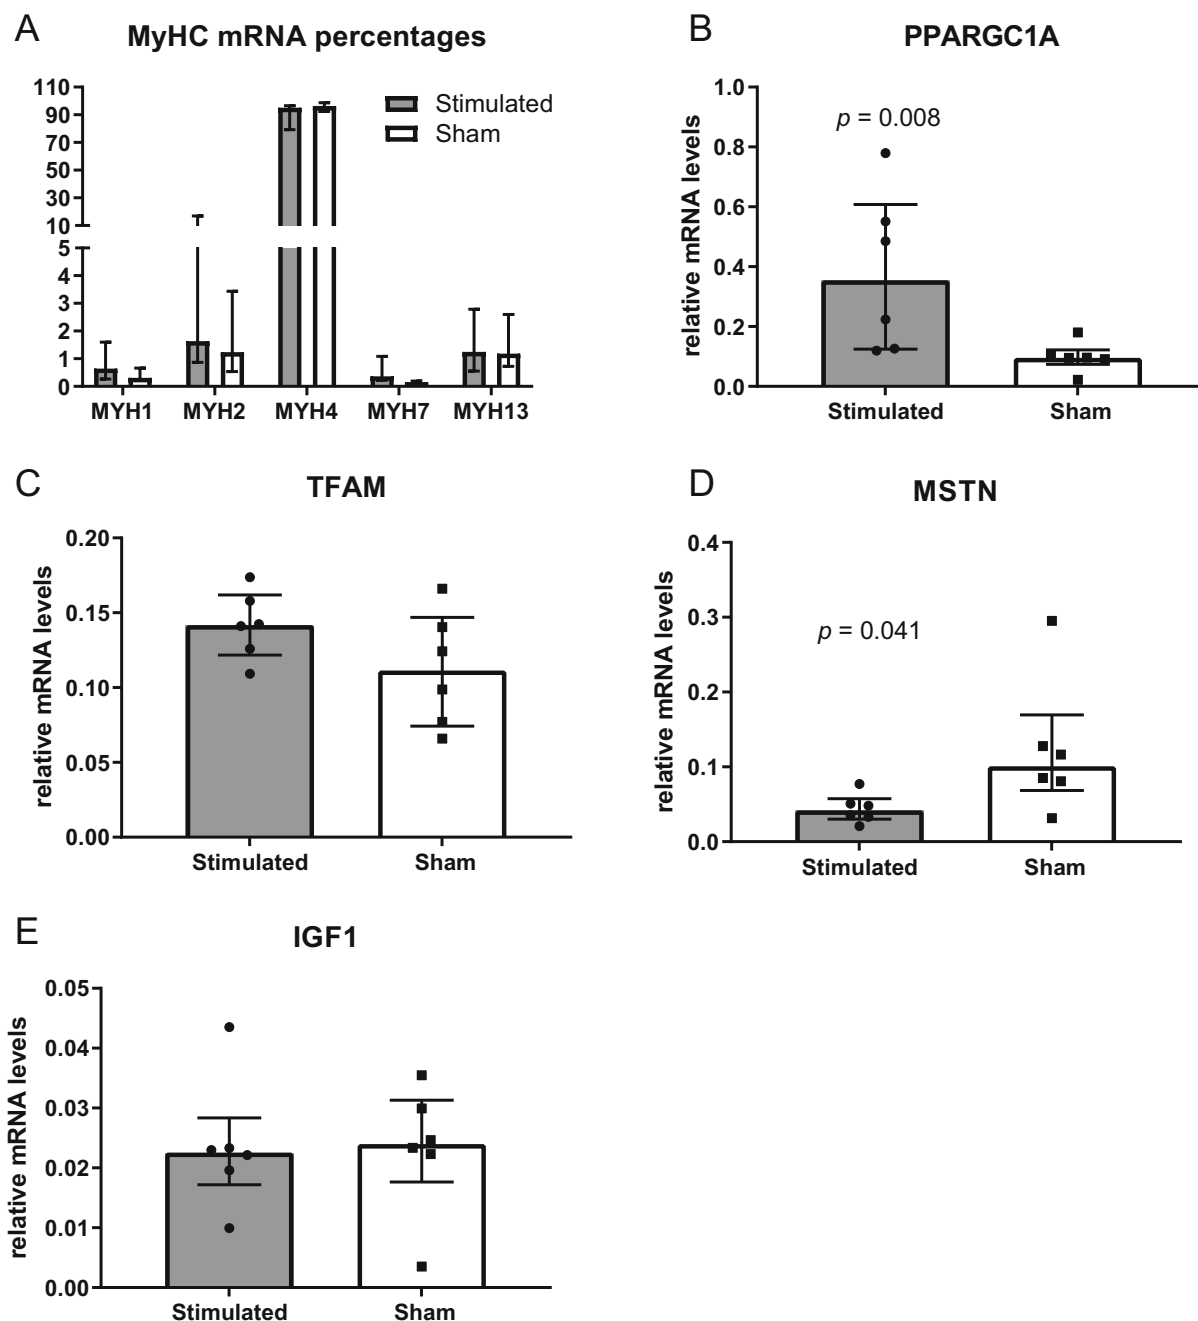 A
MyHC mRNA percentages
110
90
70
50
30
10
5
4
3
2
1
0
Stimulated
Sham
MYH1 MYH2 MYH4 MYH7 MYH13
B
PPARGC1A
relative mRNA levels
1.0
0.8
0.6
0.4
0.2
0.0
p = 0.008
Stimulated Sham
C
TFAM
relative mRNA levels
0.20
0.15
0.10
0.05
0.00
Stimulated Sham
D
MSTN
relative mRNA levels
0.4
0.3
0.2
0.1
0.0
p = 0.041
Stimulated Sham
E
IGF1
relative mRNA levels
0.05
0.04
0.03
0.02
0.01
0.00
Stimulated Sham